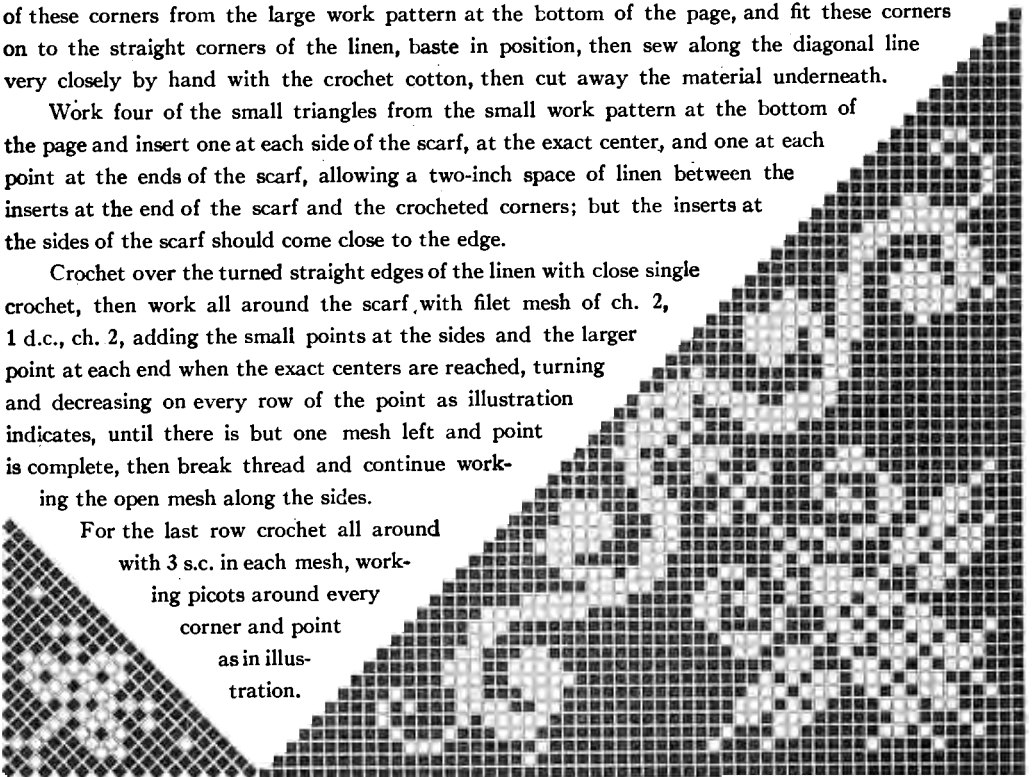 of these corners from the large work pattern at the bottom of the page, and fit these corners
on to the straight corners of the linen, baste in position, then sew along the diagonal line
very closely by hand with the crochet cotton, then cut away the material underneath.
Work four of the small triangles from the small work pattern at the bottom of
the page and insert one at each side of the scarf, at the exact center, and one at each
point at the ends of the scarf, allowing a two-inch space of linen between the
inserts at the end of the scarf and the crocheted corners; but the inserts at
the sides of the scarf should come close to the edge.
Crochet over the turned straight edges of the linen with close single
crochet, then work all around the scarf with filet mesh of ch. 2,
1 d.c., ch. 2, adding the small points at the sides and the larger
point at each end when the exact centers are reached, turning
and decreasing on every row of the point as illustration
indicates, until there is but one mesh left and point
is complete, then break thread and continue work-
ing the open mesh along the sides.
For the last row crochet all around
with 3 s.c. in each mesh, work-
ing picots around every
corner and point
as in illus-
tration.